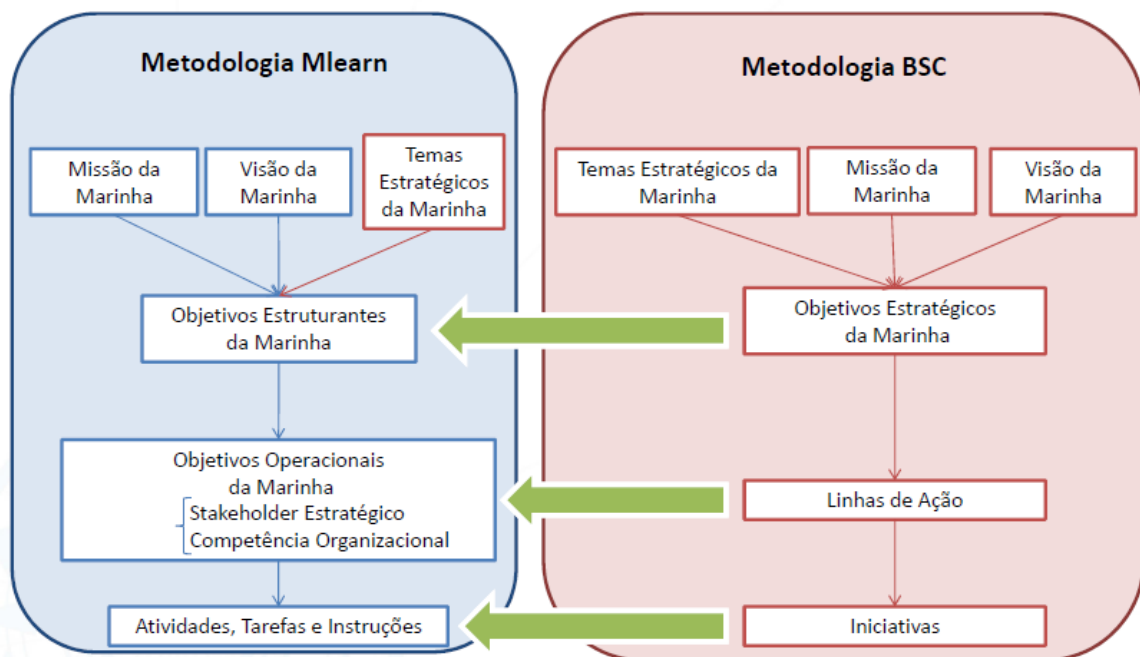 Metodologia Mlearn
Missão da
Marinha
Visão da
Marinha
Temas
Estratégicos
da Marinha
Objetivos Estruturantes
da Marinha
Objetivos Operacionais
da Marinha
Stakeholder Estratégico
Competência Organizacional
Atividades, Tarefas e Instruções
Metodologia BSC
Temas Estratégicos da
Marinha
Missão da
Marinha
Visão da
Marinha
Objetivos Estratégicos
da Marinha
Linhas de Ação
Iniciativas